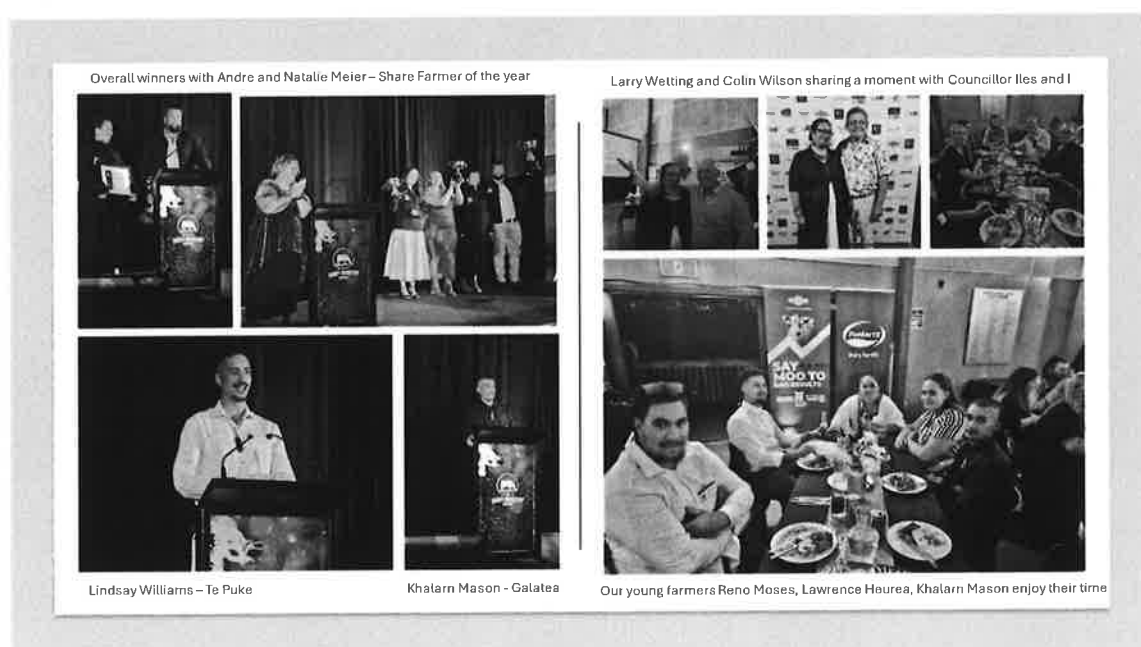 Overall winners with Andre and Natalie Meier – Share Farmer of the year
Larry Wetting and Colin Wilson sharing a moment with Councillor Iles and I
SAY
MOO TO
Lindsay Williams – Te Puke
Khalarn Mason - Galatea
Our young farmers Reno Moses, Lawrence Heurea, Khalarn Mason enjoy their time